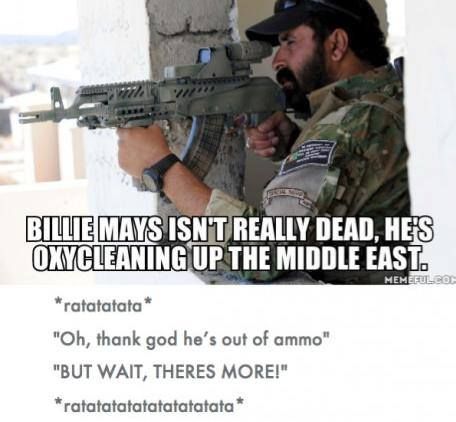 BILLIE MAYS ISN'T REALLY DEAD, HE'S
OXYCLEANING UP THE MIDDLE EAST.
MEMEFUL.COM
*ratatatata*
"Oh, thank god he's out of ammo"
"BUT WAIT, THERES MORE!"
*ratatatatatatatatata*